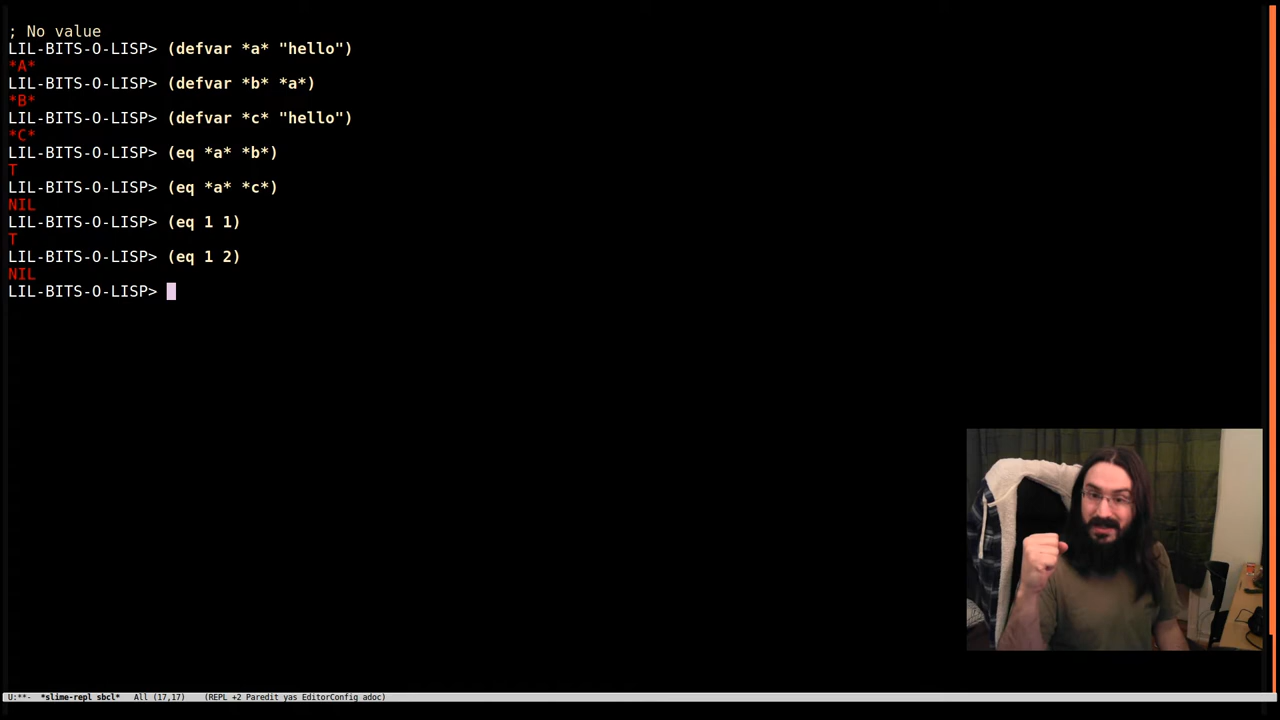 ; No value
LIL-BITS-O-LISP> (defvar *a* "hello")
*A*
LIL-BITS-O-LISP> (defvar *b* *a*)
*B*
LIL-BITS-O-LISP> (defvar *c* "hello")
*C*
LIL-BITS-O-LISP> (eq *a* *b*)
T
LIL-BITS-O-LISP> (eq *a* *c*)
NIL
LIL-BITS-O-LISP> (eq 1 1)
T
LIL-BITS-O-LISP> (eq 1 2)
NIL
LIL-BITS-O-LISP>
U:**-  *slime-repl sbcl*   All (17,17)    (REPL +2 Paredit yas EditorConfig adoc)